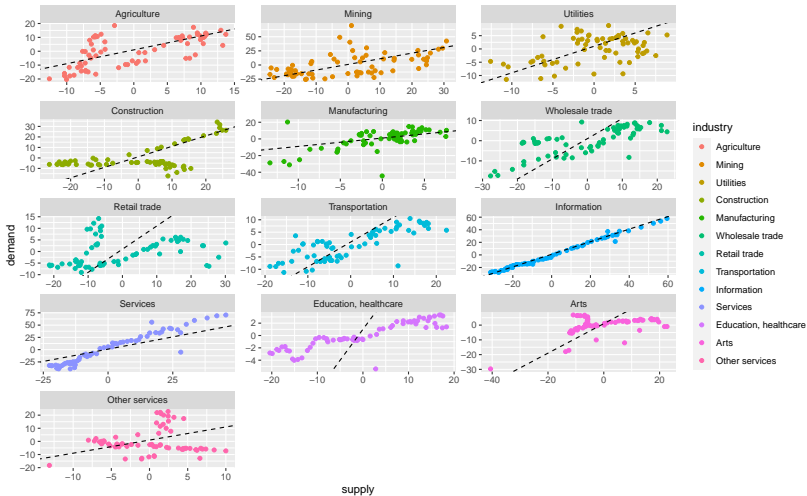 Agriculture
Mining
Utilities
20
10
0
−10
−20
−10 −5 0 5 10 15
50
25
0
−25
−20 −10 0 10 20 30
5
0
−5
−10
−10 −5 0 5
Construction
Manufacturing
Wholesale trade
30
20
10
0
−10
−20 −10 0 10 20
20
0
−20
−40
−10 −5 0 5
10
0
−10
−30 −20 −10 0 10 20
Retail trade
Transportation
Information
15
10
5
0
−5
−10
−20 −10 0 10 20 30
10
5
0
−5
−10
−20 −10 0 10 20
60
40
20
0
−20
−20 0 20 40 60
Services
Education, healthcare
Arts
75
50
25
0
−25
−25 0 25
2
0
−2
−4
−20 −10 0 10 20
0
−10
−20
−30
−40 −20 0 20
Other services
20
10
0
−10
−20
−10 −5 0 5 10
demand
supply
industry
Agriculture
Mining
Utilities
Construction
Manufacturing
Wholesale trade
Retail trade
Transportation
Information
Services
Education, healthcare
Arts
Other services